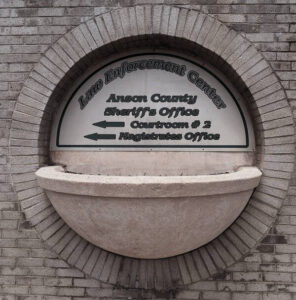 Law Enforcement Center
Anson County
Sheriff's Office
Courtroom # 2
Magistrates Office